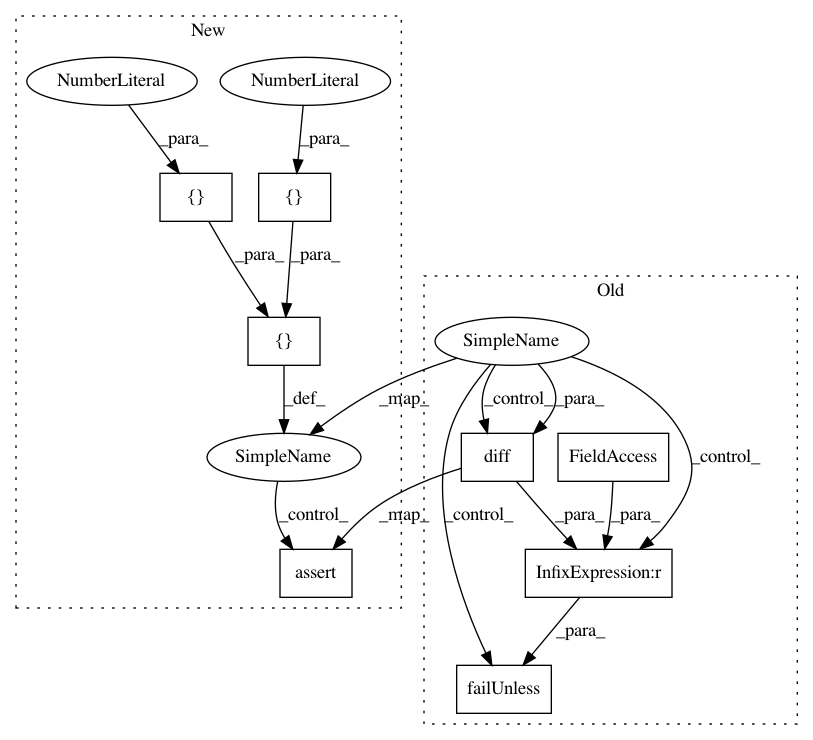 New
NumberLiteral NumberLiteral
_para_ _para_
{} {}
_para_ _para_
Old
{} SimpleName
_def_ _map_ _control_ _para_
SimpleName diff FieldAccess _control_
_control_ _map_ _control_ _para_ _para_
assert InfixExpression:r
_para_
failUnless